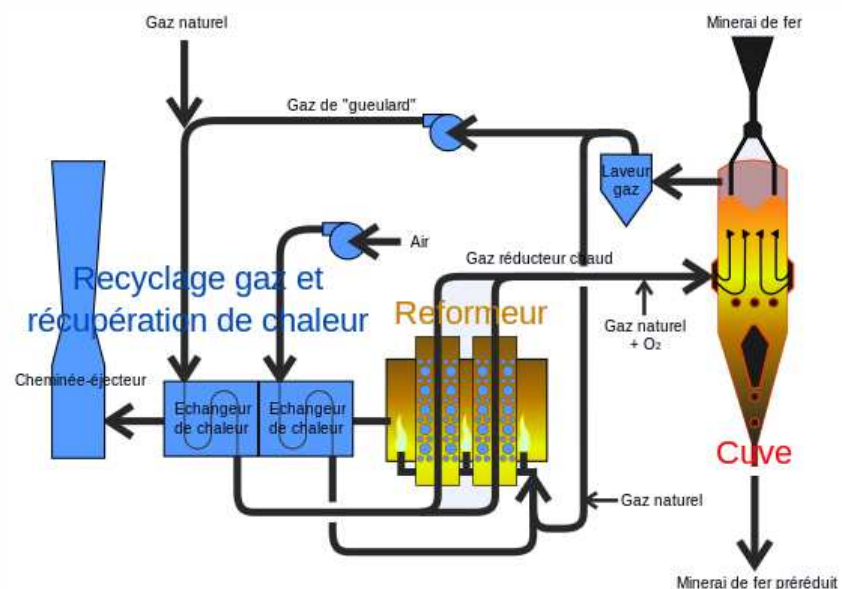 Gaz naturel
Minerai de fer
Gaz de "gueulard"
Laveur
gaz
Air
Gaz réducteur chaud
Recyclage gaz et
récupération de chaleur
Reformeur
Gaz naturel
+ O₂
Cheminée-éjecteur
Echangeur
de chaleur
Echangeur
de chaleur
Cuve
Gaz naturel
Minerai de fer préréduit